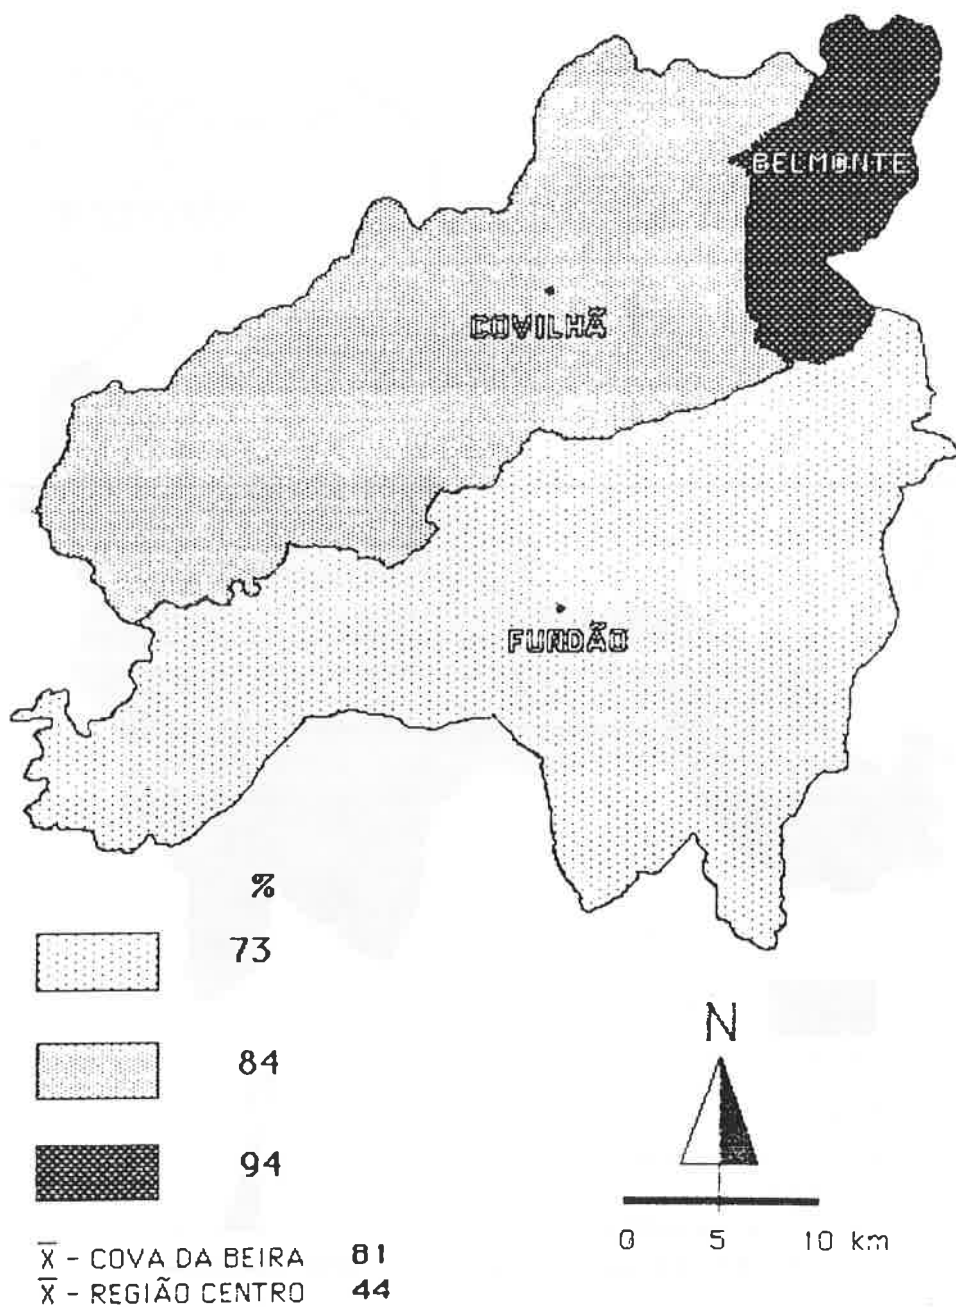 BELMONTE
COVILHÃ
FUNDÃO
%
73
84
94
N
0 5 10 km
X̅ - COVA DA BEIRA 81
X̅ - REGIÃO CENTRO 44